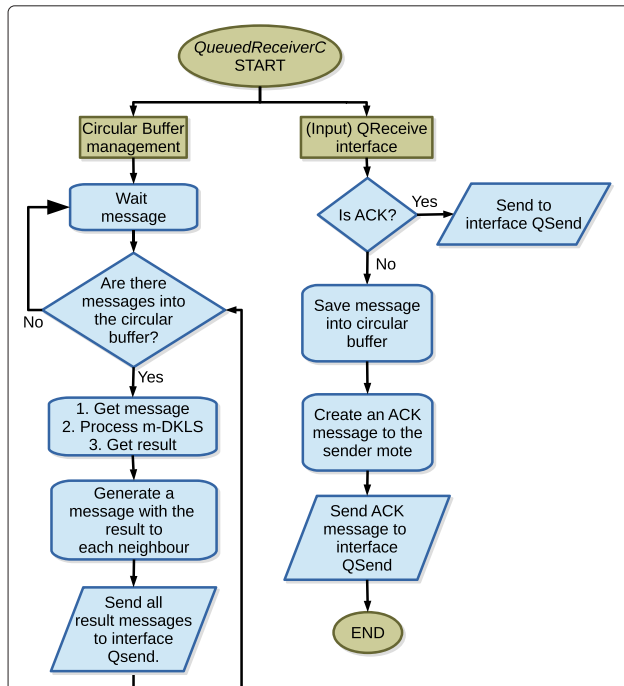 QueuedReceiverC
START
Circular Buffer
management
Wait
message
Are there
messages into
the circular
buffer?
No
Yes
1. Get message
2. Process m-DKLS
3. Get result
Generate a
message with the
result to
each neighbour
Send all
result messages
to interface
Qsend.
(Input) QReceive
interface
Is ACK?
Yes
Send to
interface QSend
No
Save message
into circular
buffer
Create an ACK
message to the
sender mote
Send ACK
message to
interface
QSend
END